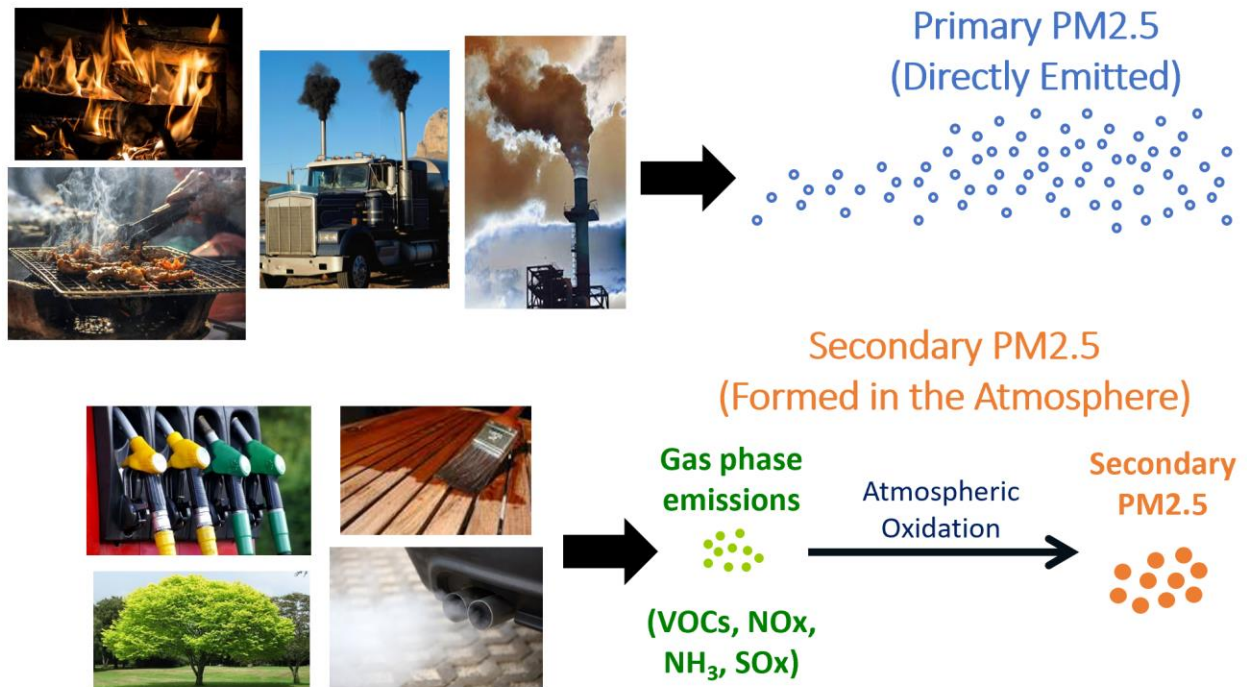 Primary PM2.5
(Directly Emitted)
Secondary PM2.5
(Formed in the Atmosphere)
Gas phase
emissions
Atmospheric
Oxidation
Secondary
PM2.5
(VOCs, NOx,
NH₃, SOx)